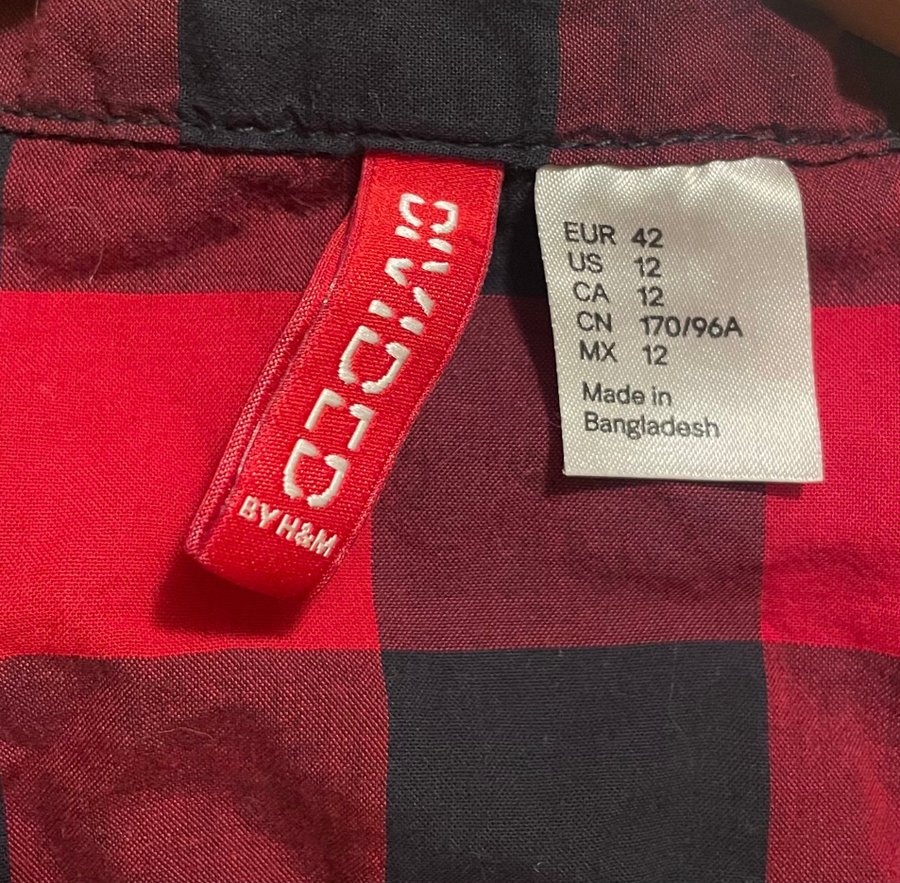 DIVIDED
BY H&M
EUR 42
US 12
CA 12
CN 170/96A
MX 12
Made in
Bangladesh